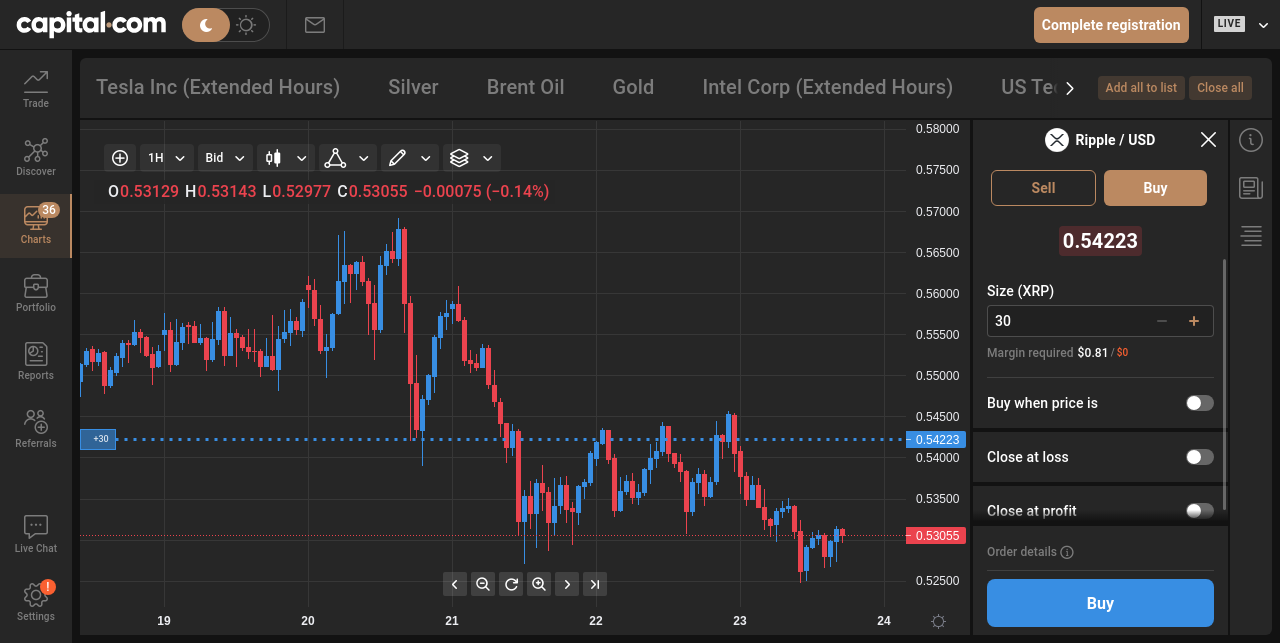 capital.com
Complete registration
LIVE
Trade
Discover
36
Charts
Portfolio
Reports
Referrals
Live Chat
!
Settings
Tesla Inc (Extended Hours) Silver Brent Oil Gold Intel Corp (Extended Hours) US Te
Add all to list Close all
1H Bid
O0.53129 H0.53143 L0.52977 C0.53055 −0.00075 (−0.14%)
0.58000
0.57500
0.57000
0.56500
0.56000
0.55500
0.55000
0.54500
+30
0.54223
0.54000
0.53500
0.53055
0.52500
19 20 21 22 23 24
Ripple / USD
Sell Buy
0.54223
Size (XRP)
30
Margin required $0.81 / $0
Buy when price is
Close at loss
Close at profit
Order details
Buy